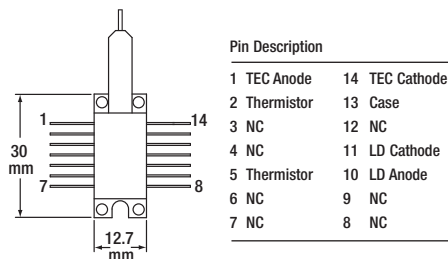 1
14
30
mm
7
8
12.7
mm
Pin Description
1 TEC Anode 14 TEC Cathode
2 Thermistor 13 Case
3 NC 12 NC
4 NC 11 LD Cathode
5 Thermistor 10 LD Anode
6 NC 9 NC
7 NC 8 NC